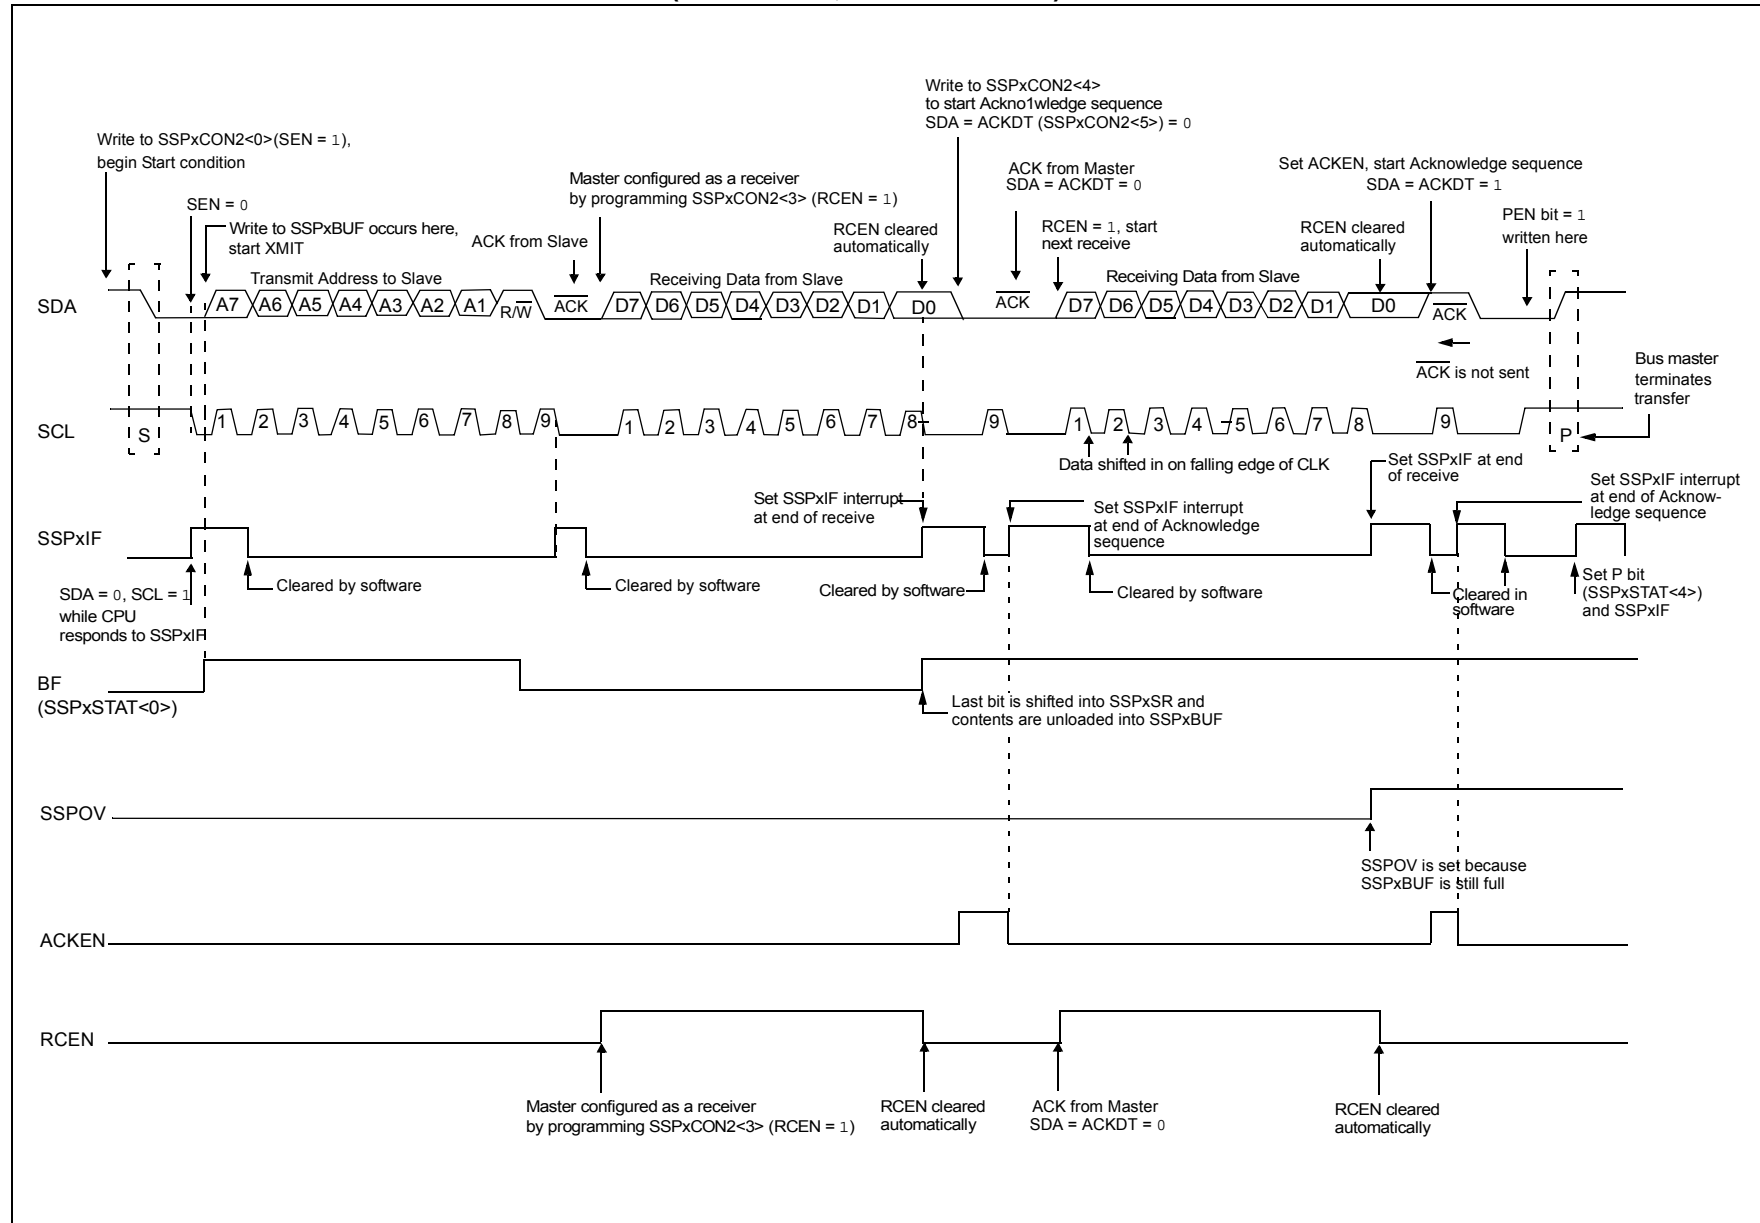 Write to SSPxCON2<4>
to start Ackno1wledge sequence
SDA = ACKDT (SSPxCON2<5>) = 0
Write to SSPxCON2<0>(SEN = 1),
begin Start condition
ACK from Master
SDA = ACKDT = 0
Set ACKEN, start Acknowledge sequence
SDA = ACKDT = 1
Master configured as a receiver
by programming SSPxCON2<3> (RCEN = 1)
SEN = 0
Write to SSPxBUF occurs here,
start XMIT
ACK from Slave
RCEN cleared
automatically
RCEN = 1, start
next receive
RCEN cleared
automatically
PEN bit = 1
written here
Transmit Address to Slave
Receiving Data from Slave
Receiving Data from Slave
SDA
A7 A6 A5 A4 A3 A2 A1 R/W ACK D7 D6 D5 D4 D3 D2 D1 D0 ACK D7 D6 D5 D4 D3 D2 D1 D0 ACK
ACK is not sent
Bus master
terminates
transfer
SCL
S 1 2 3 4 5 6 7 8 9 1 2 3 4 5 6 7 8 9 1 2 3 4 5 6 7 8 9 P
Data shifted in on falling edge of CLK
Set SSPxIF interrupt
at end of receive
Set SSPxIF interrupt
at end of Acknowledge
sequence
Set SSPxIF at end
of receive
Set SSPxIF interrupt
at end of Acknow-
ledge sequence
SSPxIF
SDA = 0, SCL = 1
while CPU
responds to SSPxIF
Cleared by software
Cleared by software
Cleared by software
Cleared by software
Cleared in
software
Set P bit
(SSPxSTAT<4>)
and SSPxIF
BF
(SSPxSTAT<0>)
Last bit is shifted into SSPxSR and
contents are unloaded into SSPxBUF
SSPOV
SSPOV is set because
SSPxBUF is still full
ACKEN
RCEN
Master configured as a receiver
by programming SSPxCON2<3> (RCEN = 1)
RCEN cleared
automatically
ACK from Master
SDA = ACKDT = 0
RCEN cleared
automatically